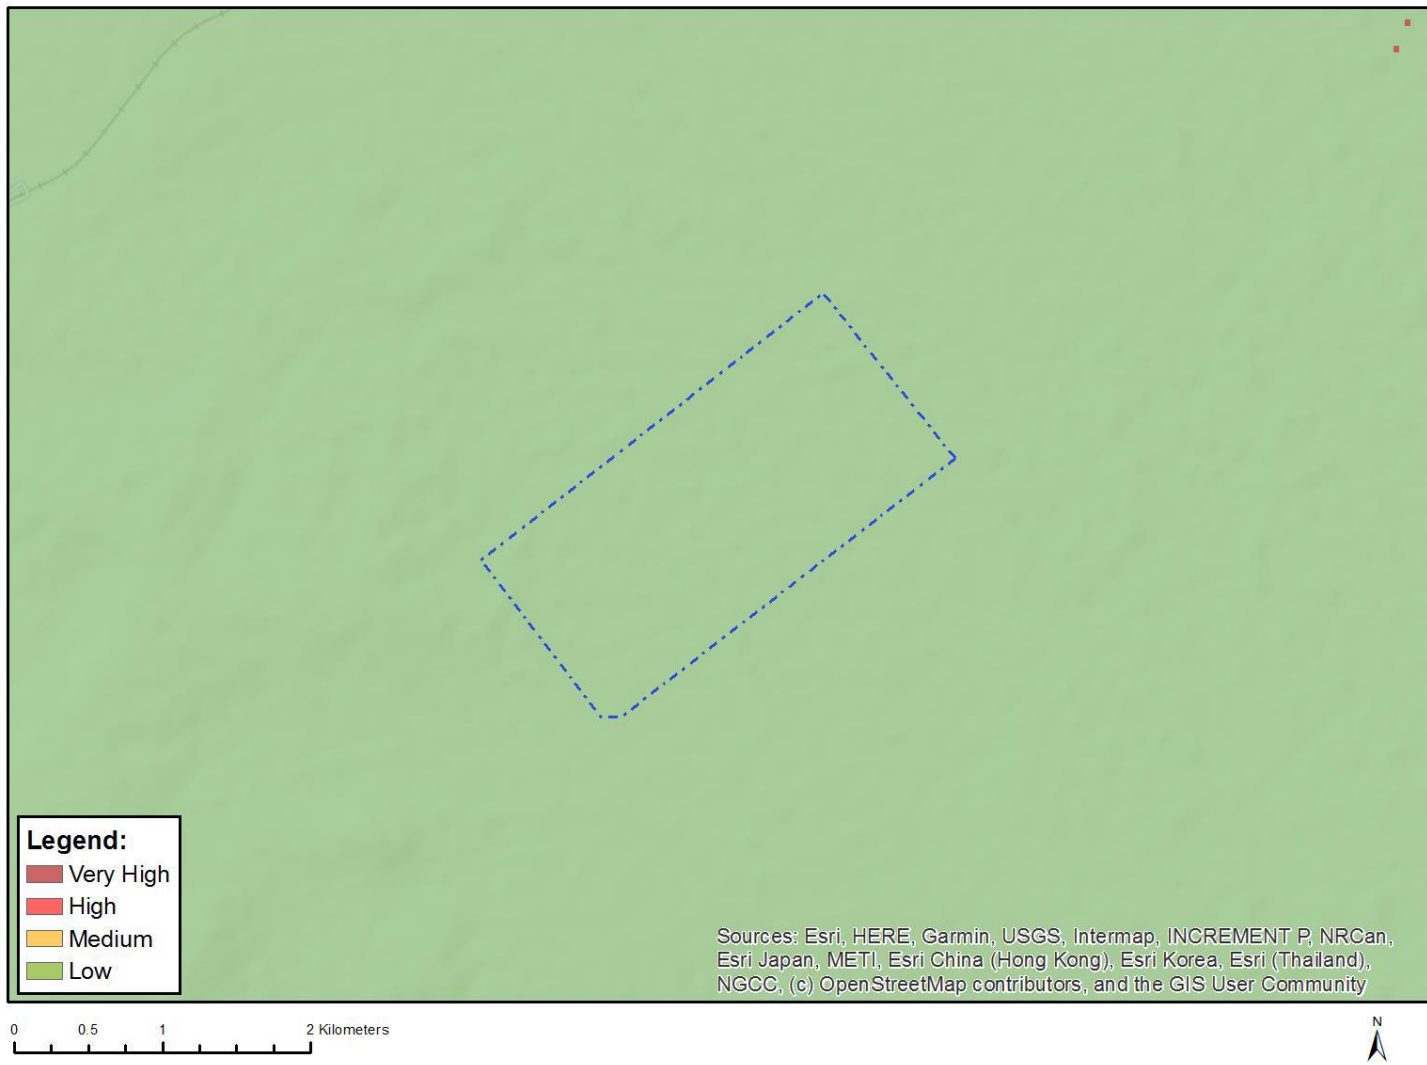 Legend:
Very High
High
Medium
Low
Sources: Esri, HERE, Garmin, USGS, Intermap, INCREMENT P, NRCan,
Esri Japan, METI, Esri China (Hong Kong), Esri Korea, Esri (Thailand),
NGCC, (c) OpenStreetMap contributors, and the GIS User Community
0 0.5 1 2 Kilometers
N